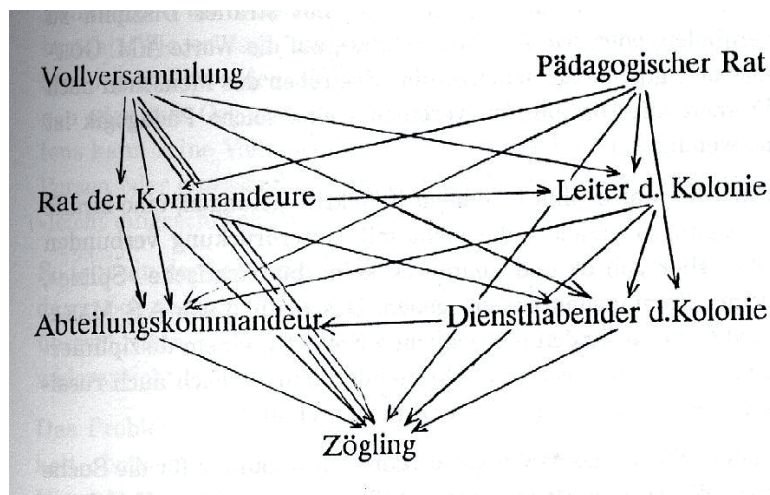 Vollversammlung Pädagogischer Rat
Rat der Kommandeure Leiter d. Kolonie
Abteilungskommandeur Diensthabender d.Kolonie
Zögling